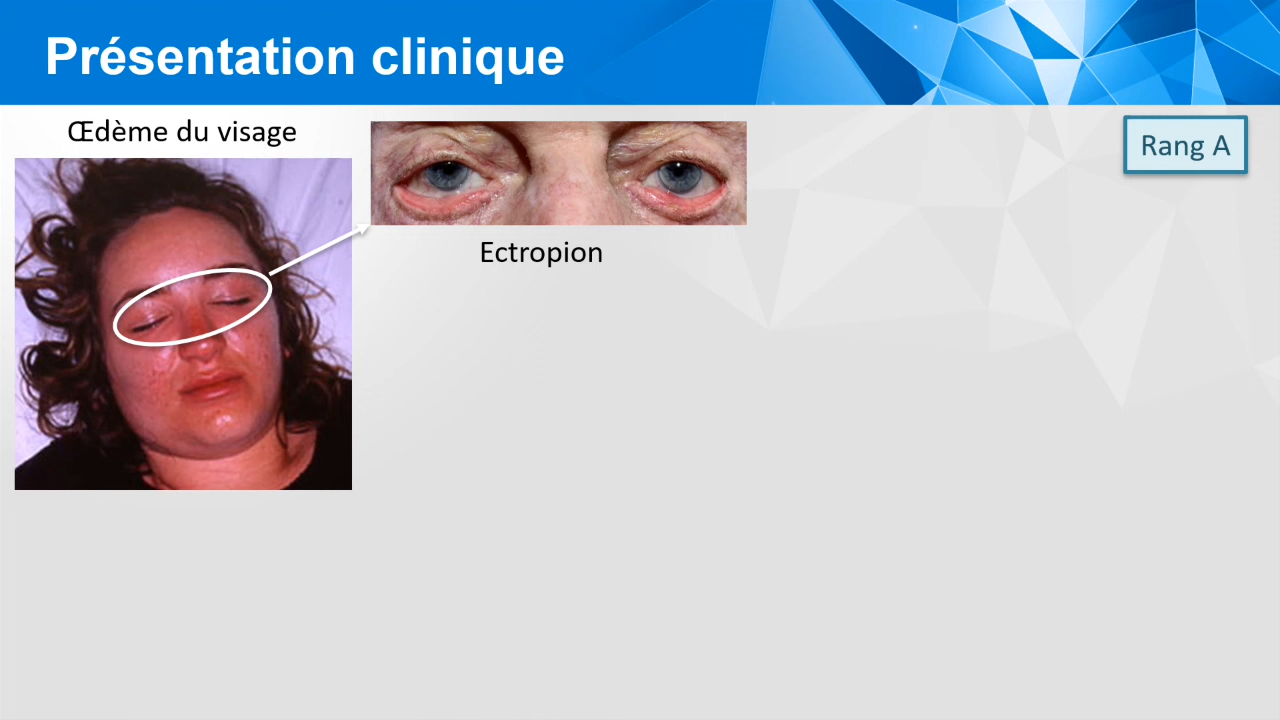 Présentation clinique
Œdème du visage
Rang A
Ectropion